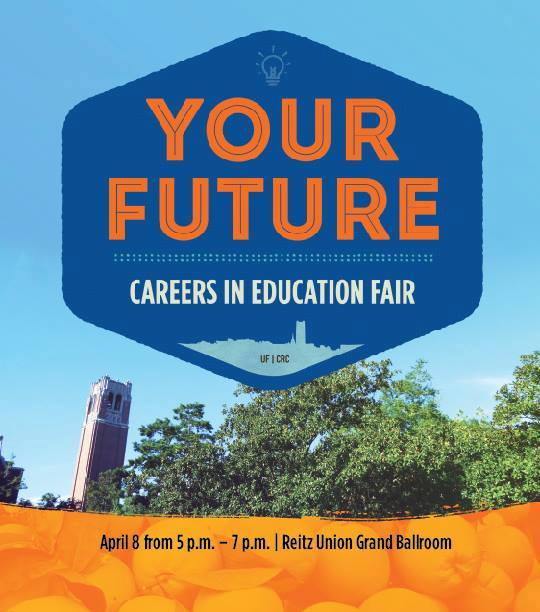 YOUR
FUTURE
CAREERS IN EDUCATION FAIR
UF | CRC
April 8 from 5 p.m. – 7 p.m. | Reitz Union Grand Ballroom